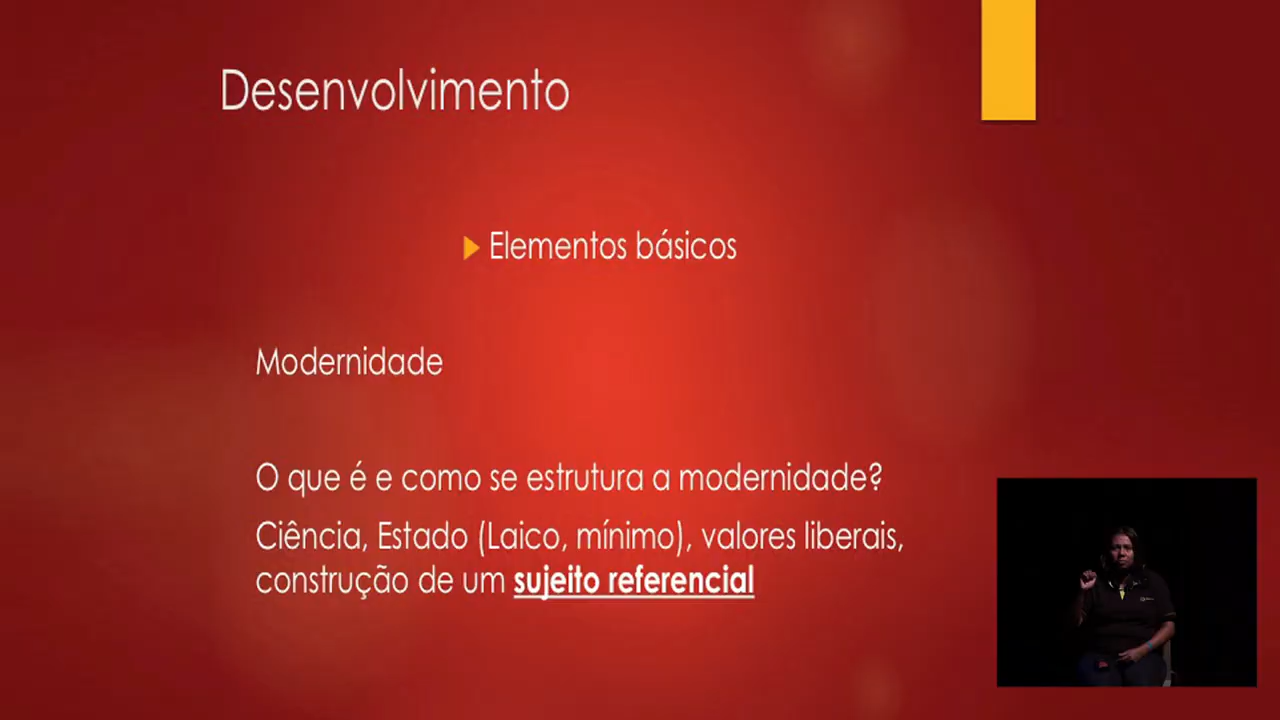 Desenvolvimento
Elementos básicos
Modernidade
O que é e como se estrutura a modernidade?
Ciência, Estado (Laico, mínimo), valores liberais,
construção de um sujeito referencial